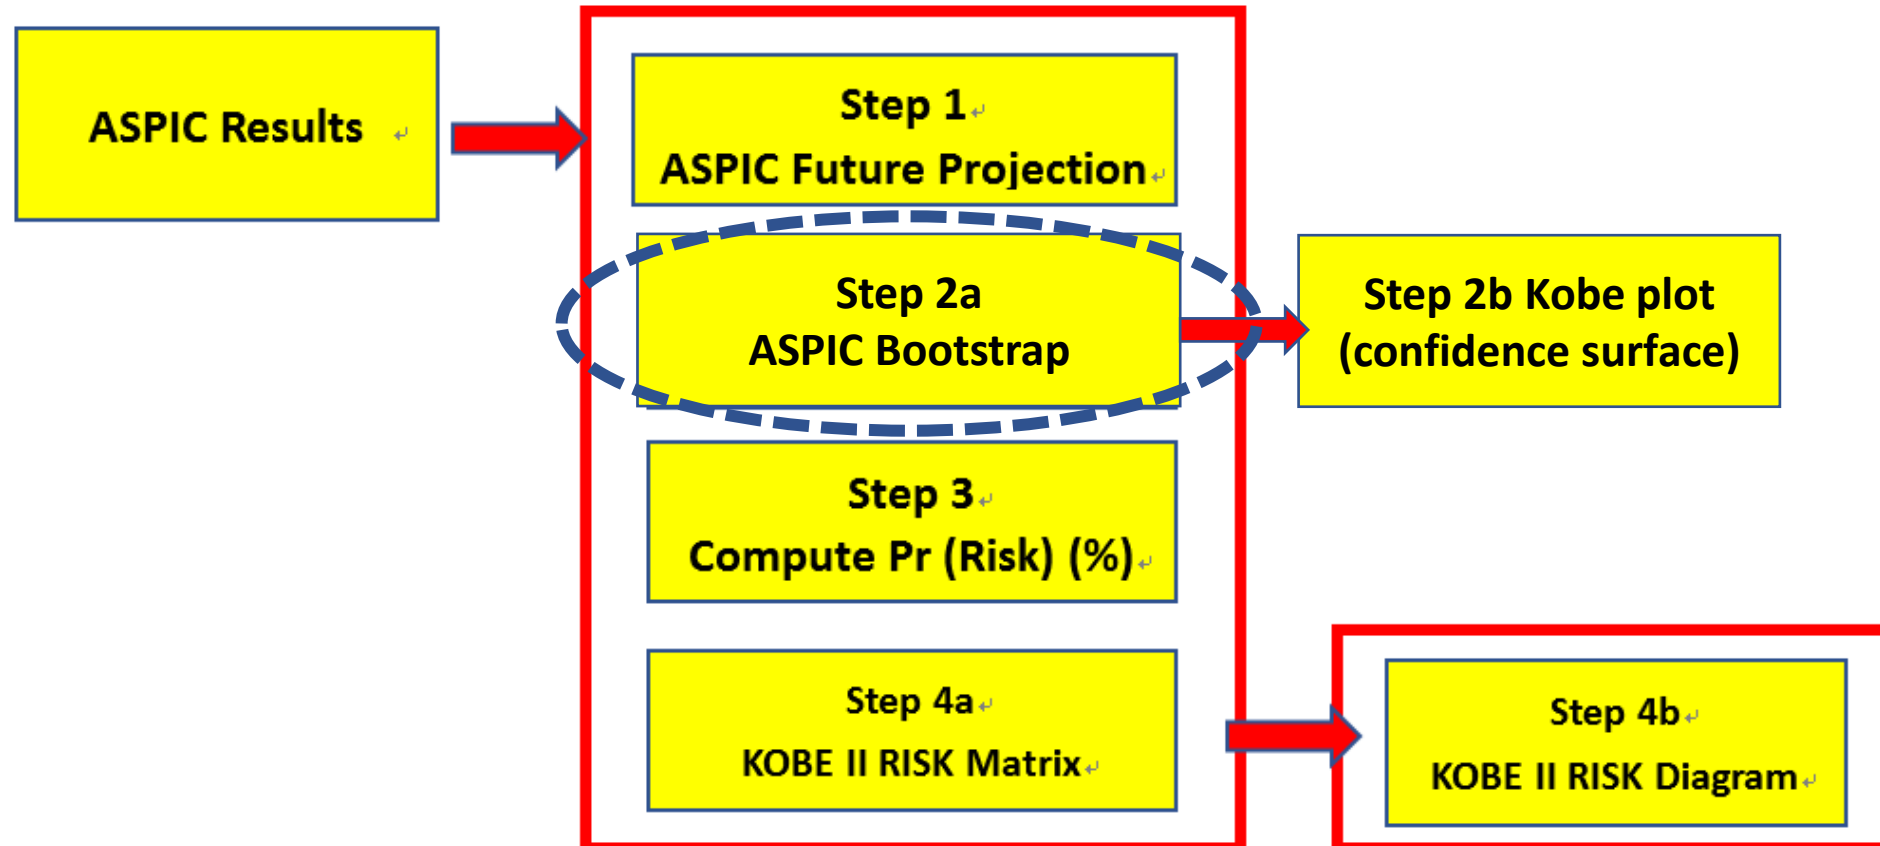 ASPIC Results
Step 1
ASPIC Future Projection
Step 2a
ASPIC Bootstrap
Step 2b Kobe plot
(confidence surface)
Step 3
Compute Pr (Risk) (%)
Step 4a
KOBE II RISK Matrix
Step 4b
KOBE II RISK Diagram